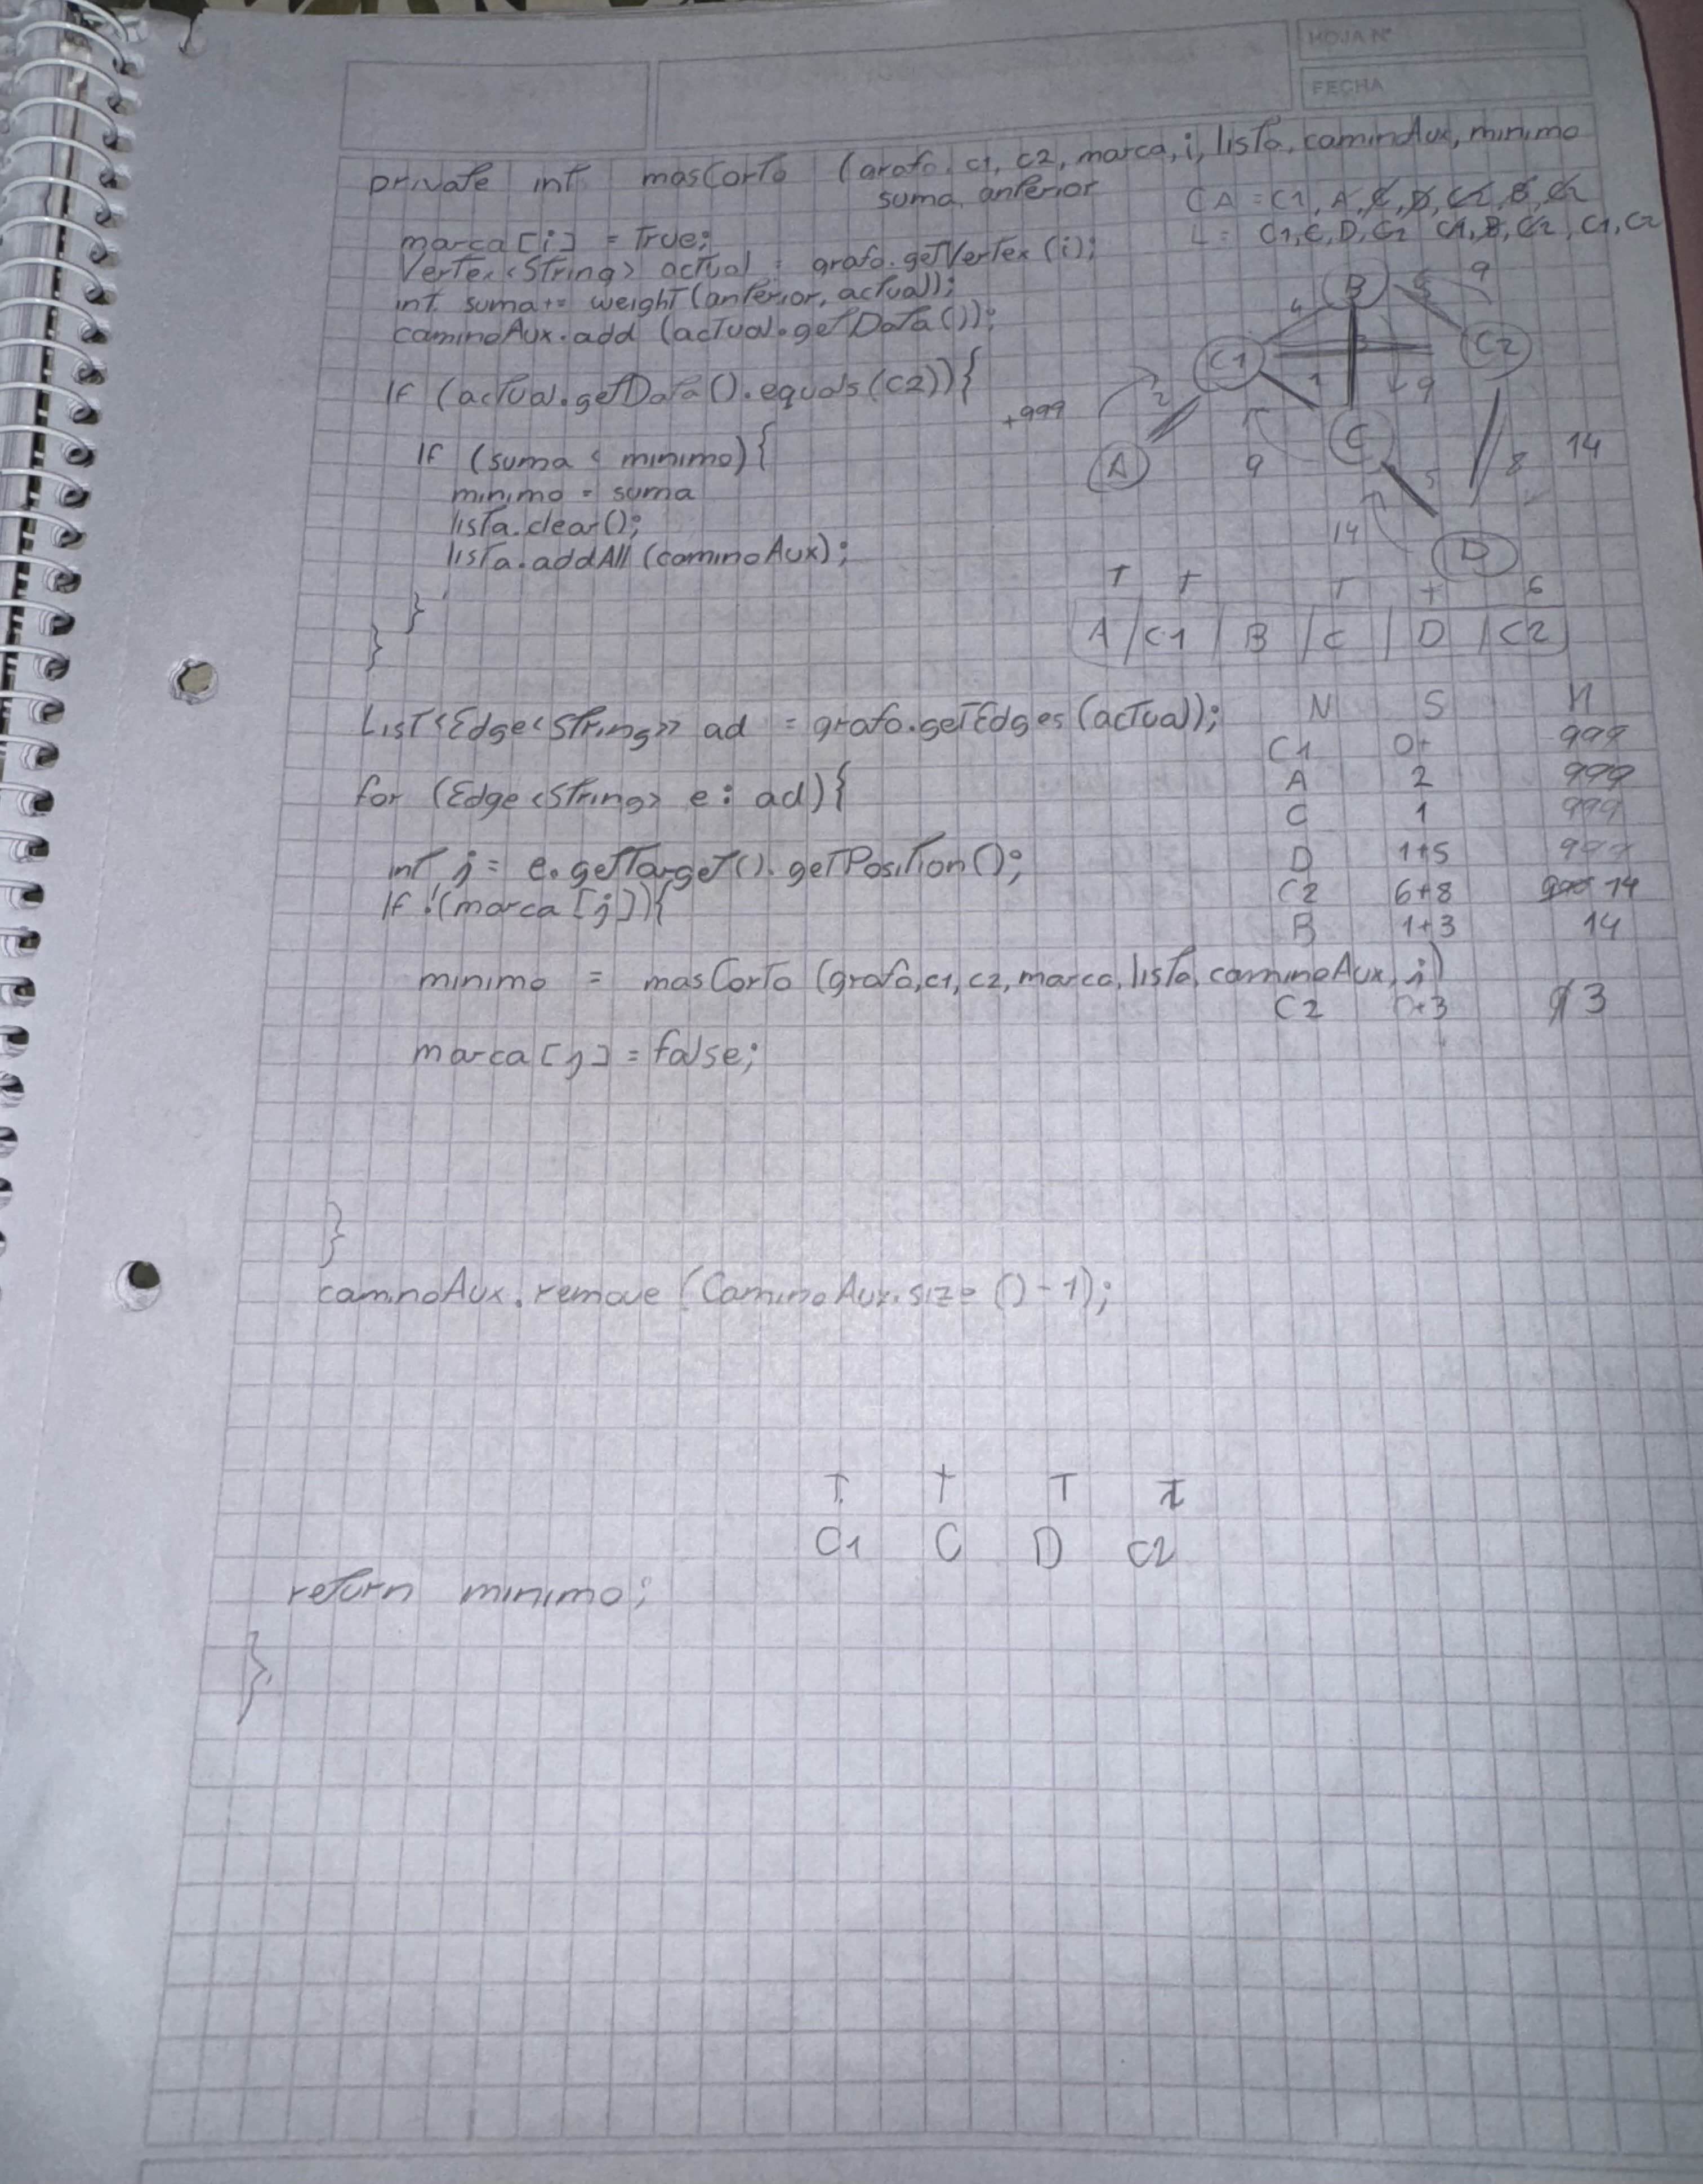 HOJA Nº
FECHA
private int masCorto (grafo, c1, c2, marca, i, lista, caminoAux, minimo
suma, anterior
CA = C1, A, C, D, C2, B, C2
L = C1, C, D, C2 C1, B, C2, C1, C2
marca [i] = True;
Vertex<String> actual = grafo.getVertex (i);
int suma += weight (anterior, actual);
caminoAux.add (actual.getData());
If (actual.getData().equals(c2)){
If (suma < minimo){
minimo = suma
lista.clear();
lista.addAll (caminoAux);
}
}
B 5 9
4
C1 3 C2
+999 2 1 9
A 9 C 8 14
5
14 D
T T T T 6
A / C1 / B / C / D / C2
List<Edge<String>> ad = grafo.getEdges (actual);
for (Edge<String> e: ad){
int j = e.getTarget().getPosition();
If !(marca [j]){
minimo = masCorto (grafo, c1, c2, marca, lista, caminoAux, j)
marca [j] = false;
N S M
C1 0+ 999
A 2 999
C 1 999
D 1+5 999
C2 6+8 999 14
B 1+3 14
C2 0+3 9 3
}
caminoAux.remove (CaminoAux.size () - 1);
T T T T
C1 C D C2
return minimo;
}